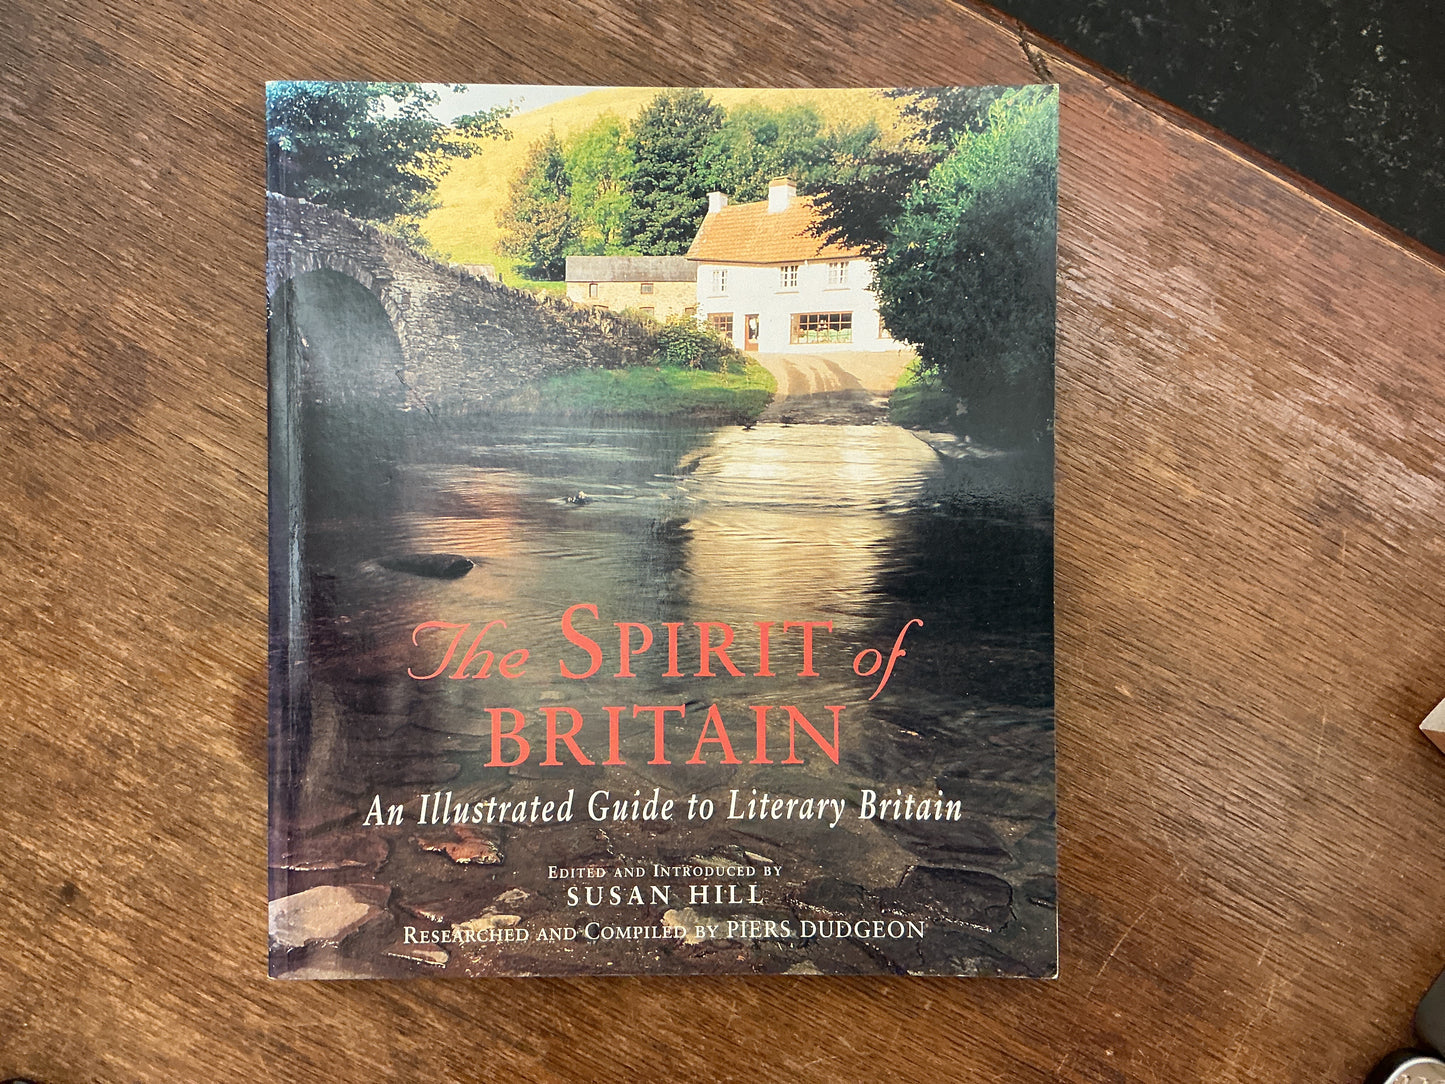 The SPIRIT of
BRITAIN
An Illustrated Guide to Literary Britain
EDITED AND INTRODUCED BY
SUSAN HILL
RESEARCHED AND COMPILED BY PIERS DUDGEON